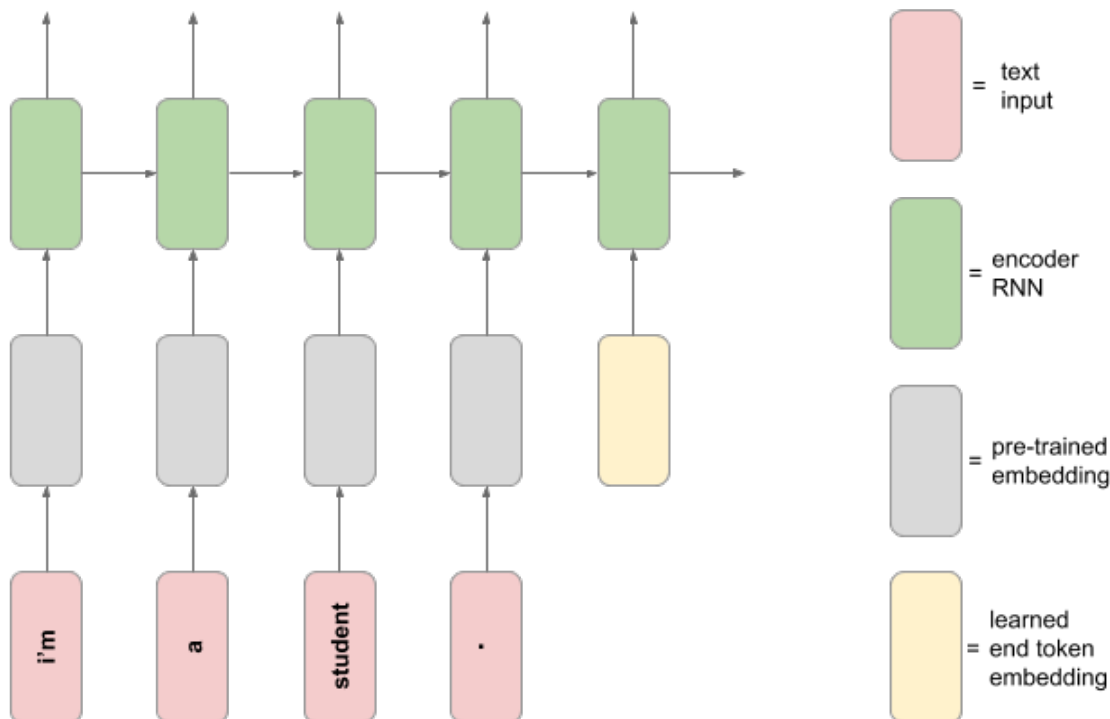 i'm
a
student
.
= text
input
= encoder
RNN
= pre-trained
embedding
learned
= end token
embedding